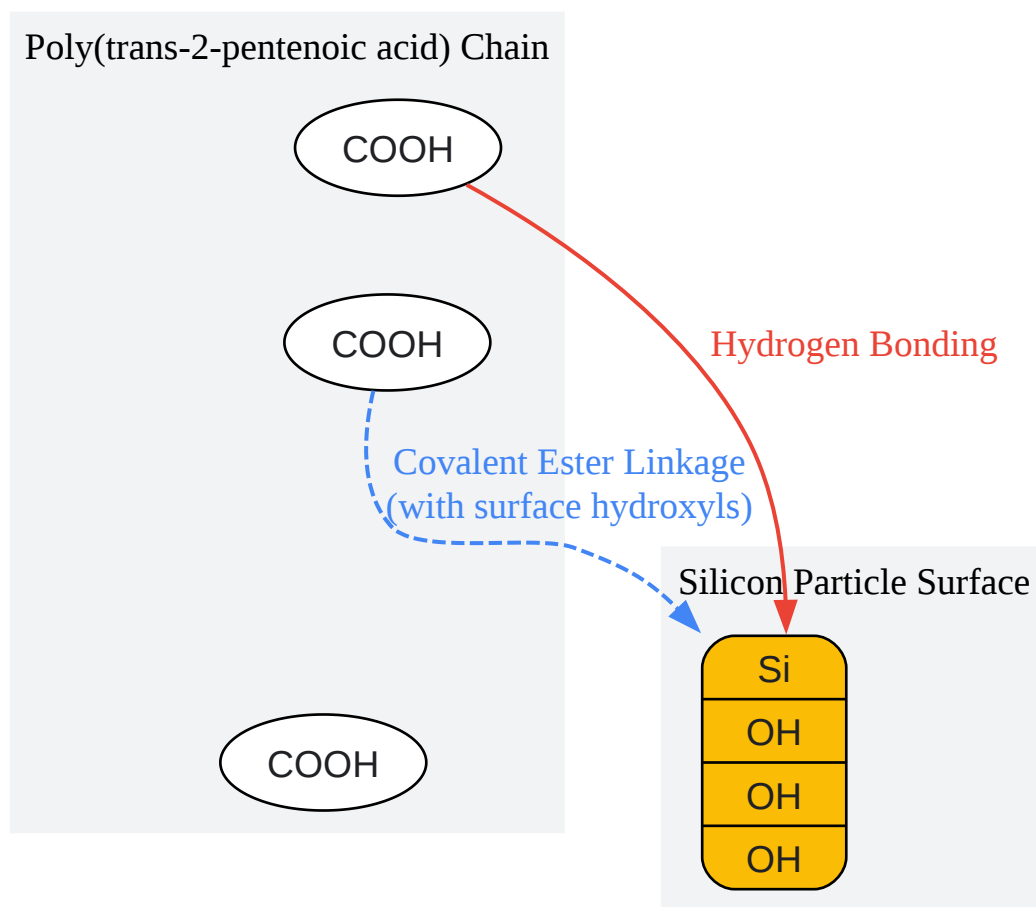 Poly(trans-2-pentenoic acid) Chain
COOH
COOH
Hydrogen Bonding
Covalent Ester Linkage
(with surface hydroxyls)
Silicon Particle Surface
Si
OH
OH
OH
COOH